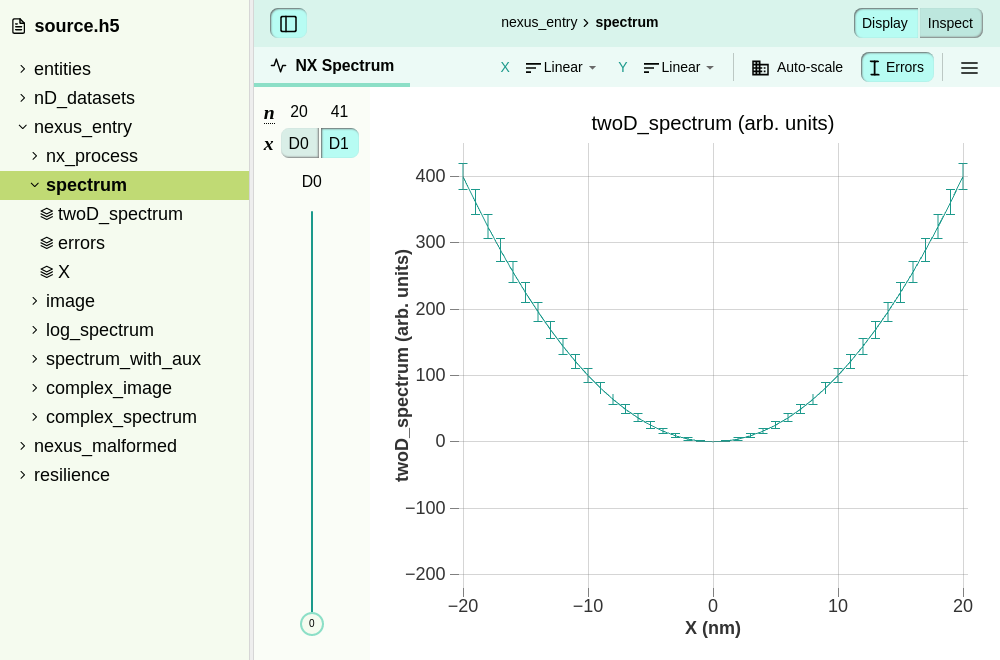 source.h5
entities
nD_datasets
nexus_entry
nx_process
spectrum
twoD_spectrum
errors
X
image
log_spectrum
spectrum_with_aux
complex_image
complex_spectrum
nexus_malformed
resilience
nexus_entry > spectrum
Display Inspect
NX Spectrum
X Linear Y Linear Auto-scale Errors
n 20 41
x D0 D1
D0
0
twoD_spectrum (arb. units)
400
300
200
100
0
−100
−200
twoD_spectrum (arb. units)
−20 −10 0 10 20
X (nm)